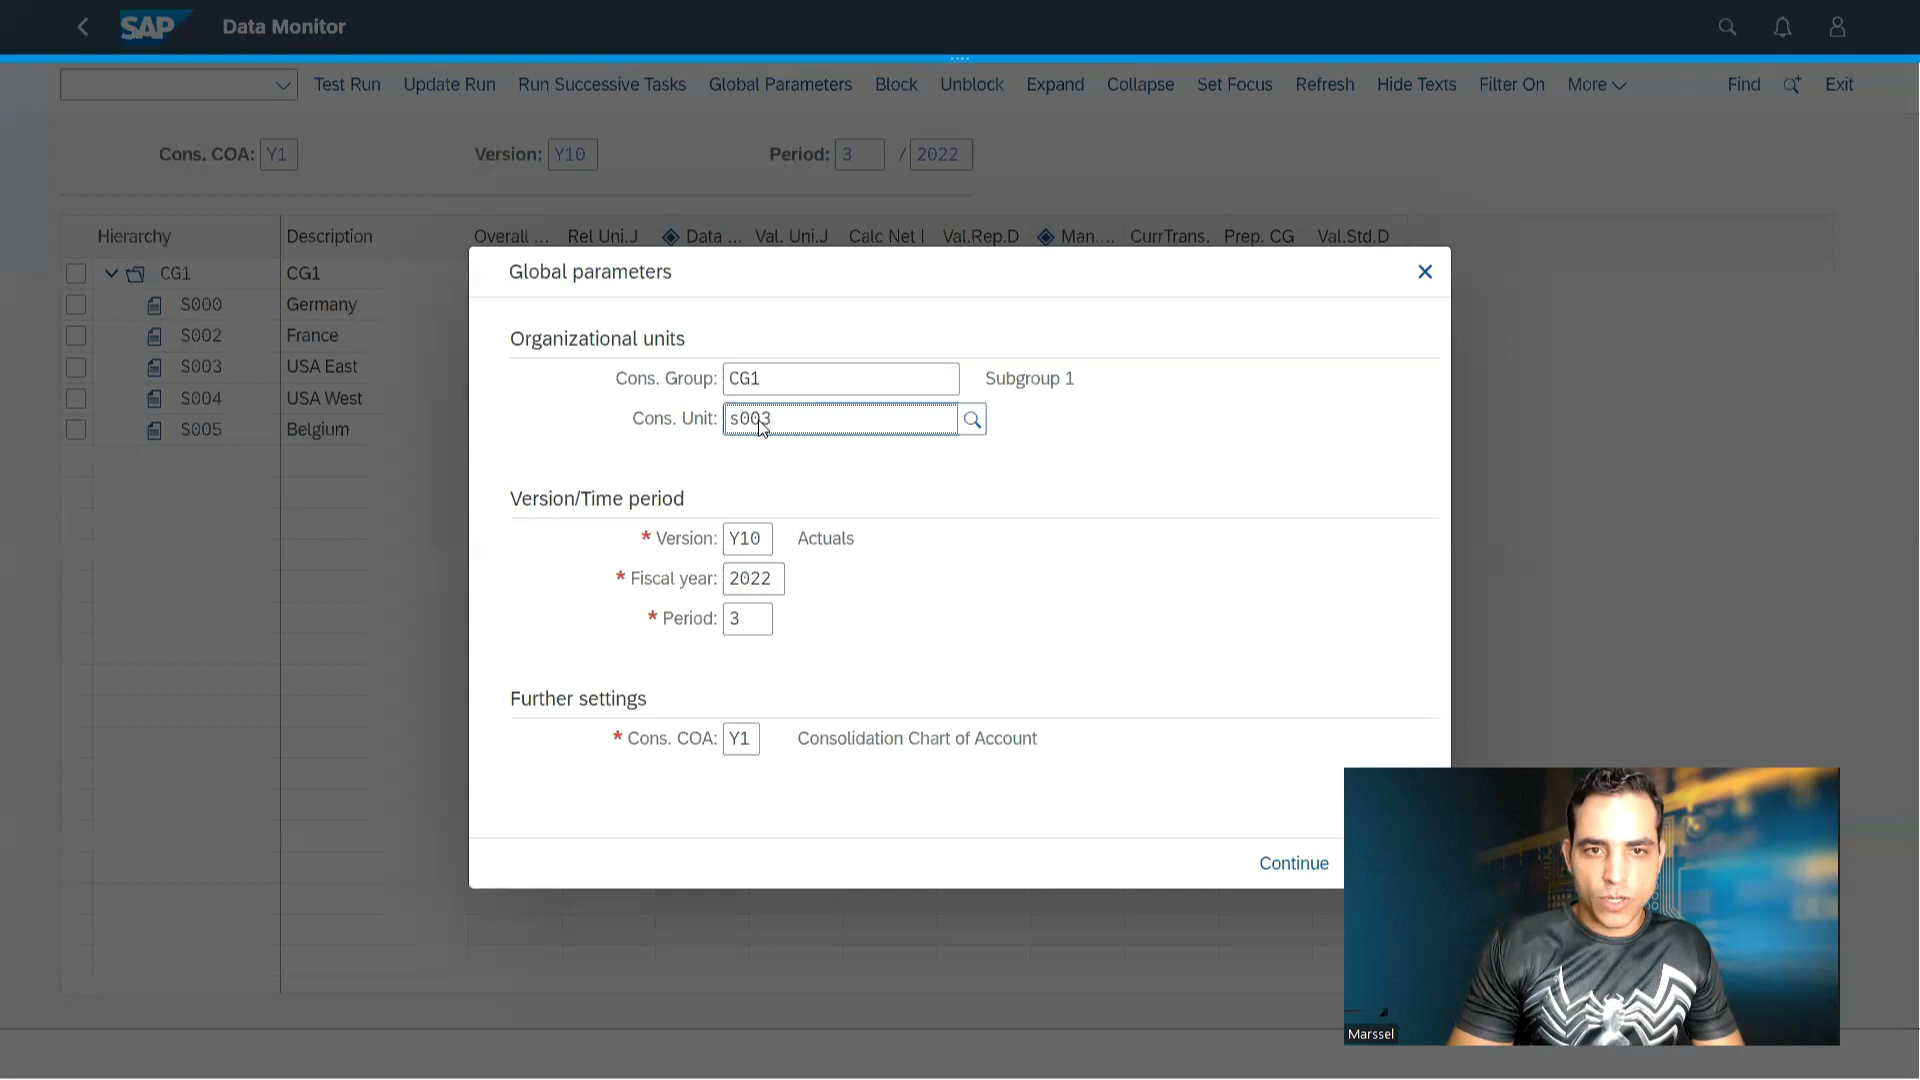 SAP Data Monitor
Test Run Update Run Run Successive Tasks Global Parameters Block Unblock Expand Collapse Set Focus Refresh Hide Texts Filter On More Find Exit
Cons. COA: Y1 Version: Y10 Period: 3 / 2022
Hierarchy Description Overall ... Rel Uni.J Data ... Val. Uni.J Calc Net I Val.Rep.D Man.... CurrTrans. Prep. CG Val.Std.D
CG1 CG1
S000 Germany
S002 France
S003 USA East
S004 USA West
S005 Belgium
Global parameters
Organizational units
Cons. Group: CG1 Subgroup 1
Cons. Unit: s003
Version/Time period
* Version: Y10 Actuals
* Fiscal year: 2022
* Period: 3
Further settings
* Cons. COA: Y1 Consolidation Chart of Account
Continue
Marssel